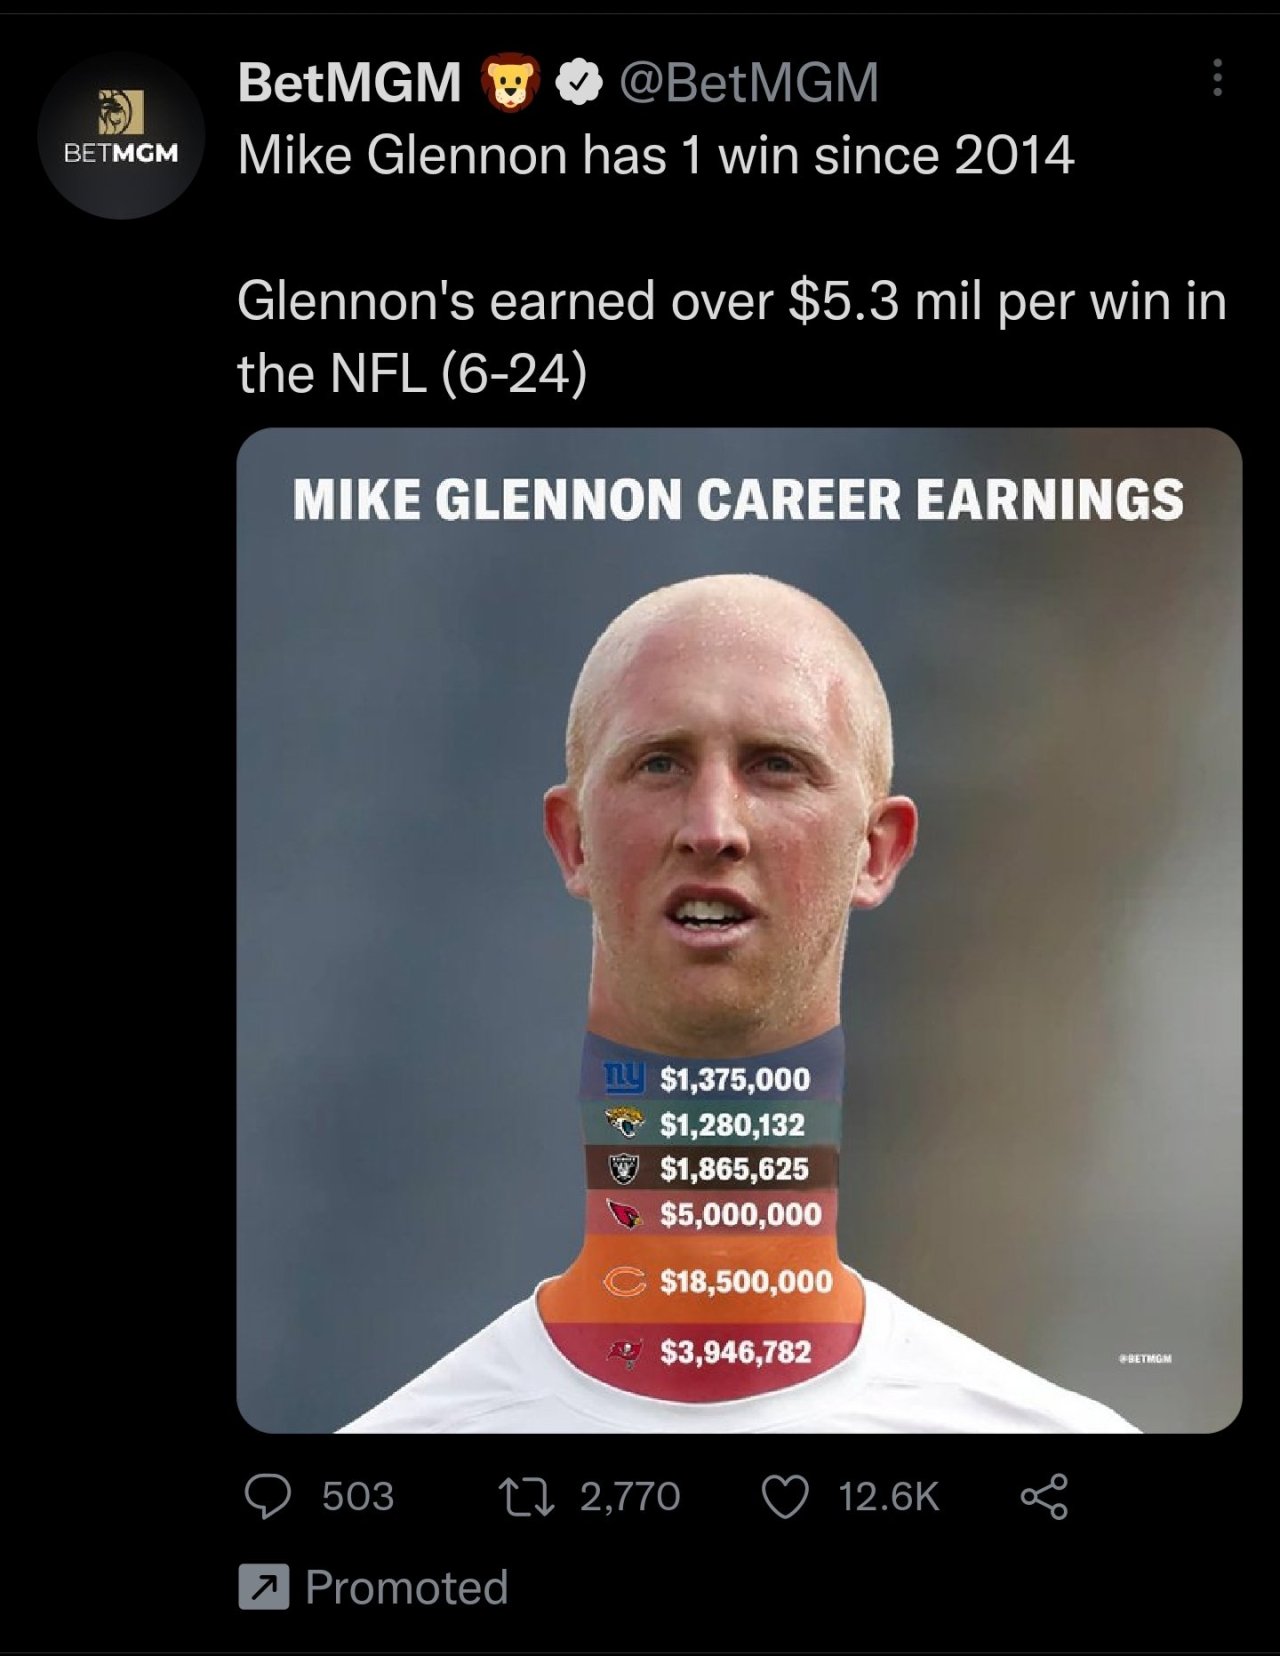 BetMGM 🦁 @BetMGM
BETMGM
Mike Glennon has 1 win since 2014
Glennon's earned over $5.3 mil per win in
the NFL (6-24)
MIKE GLENNON CAREER EARNINGS
ny $1,375,000
$1,280,132
$1,865,625
$5,000,000
C $18,500,000
$3,946,782
@BETMGM
503 2,770 12.6K
Promoted